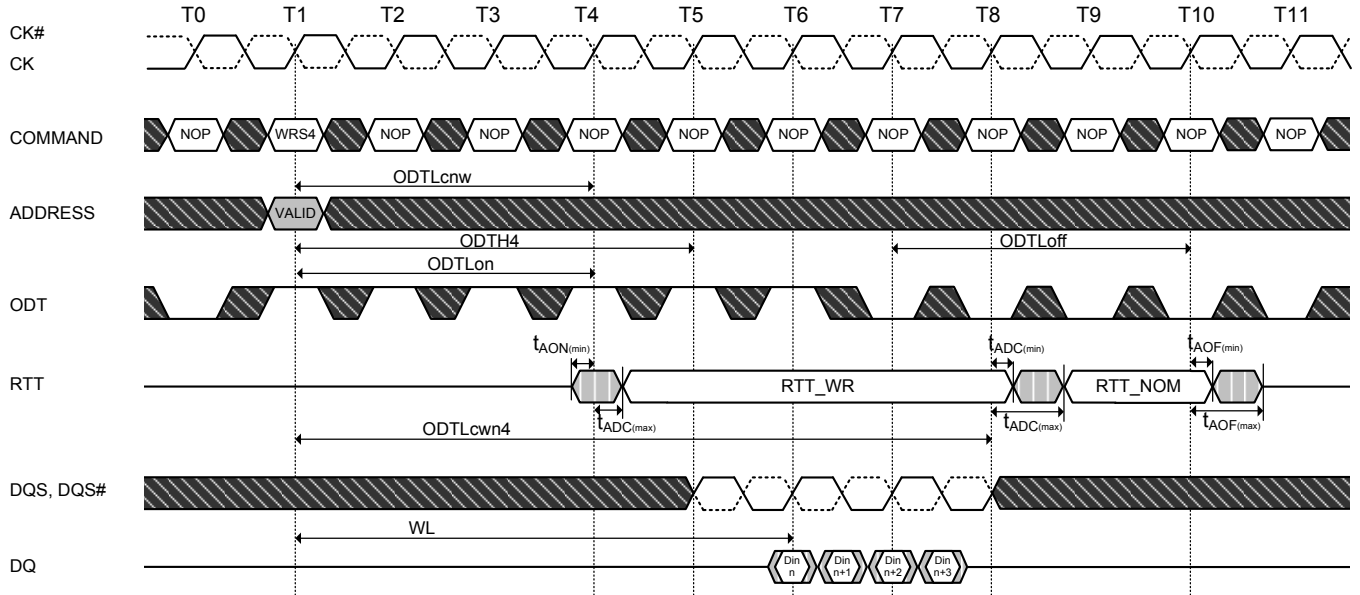 T0 T1 T2 T3 T4 T5 T6 T7 T8 T9 T10 T11
CK#
CK
COMMAND NOP WRS4 NOP NOP NOP NOP NOP NOP NOP NOP NOP NOP
ODTLcnw
ADDRESS VALID
ODTH4 ODTLoff
ODTLon
ODT
tAON(min) tADC(min) tAOF(min)
RTT RTT_WR RTT_NOM
tADC(max) tADC(max) tAOF(max)
ODTLcwn4
DQS, DQS#
WL
DQ Din n Din n+1 Din n+2 Din n+3